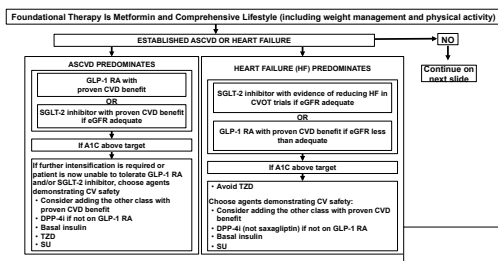 Foundational Therapy Is Metformin and Comprehensive Lifestyle (including weight management and physical activity)
ESTABLISHED ASCVD OR HEART FAILURE
NO
Continue on
next slide
ASCVD PREDOMINATES
GLP-1 RA with
proven CVD benefit
OR
SGLT-2 inhibitor with proven CVD benefit
if eGFR adequate
If A1C above target
If further intensification is required or
patient is now unable to tolerate GLP-1 RA
and/or SGLT-2 inhibitor, choose agents
demonstrating CV safety
• Consider adding the other class with
proven CVD benefit
• DPP-4i if not on GLP-1 RA
• Basal insulin
• TZD
• SU
HEART FAILURE (HF) PREDOMINATES
SGLT-2 inhibitor with evidence of reducing HF in
CVOT trials if eGFR adequate
OR
GLP-1 RA with proven CVD benefit if eGFR less
than adequate
If A1C above target
• Avoid TZD
Choose agents demonstrating CV safety:
• Consider adding the other class with proven CVD
benefit
• DPP-4i (not saxagliptin) if not on GLP-1 RA
• Basal insulin
• SU